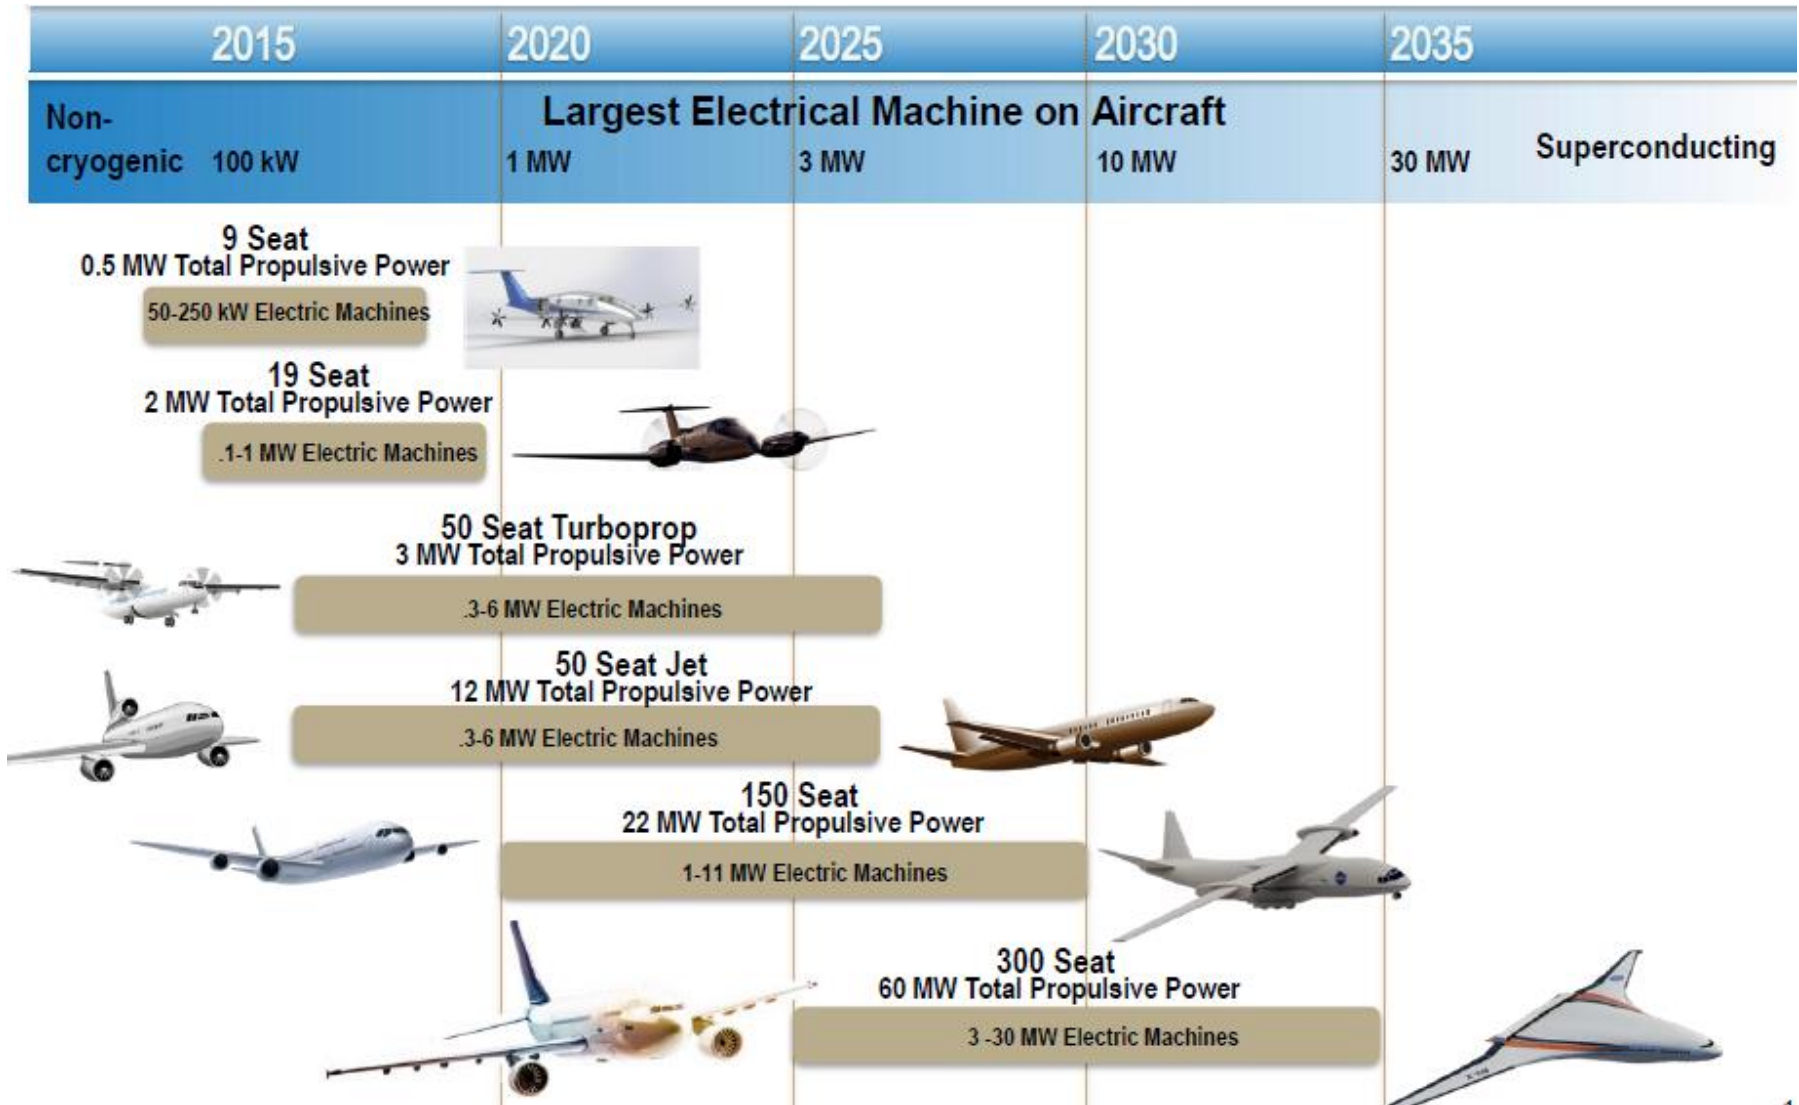 2015 2020 2025 2030 2035
Largest Electrical Machine on Aircraft
Non-
cryogenic 100 kW 1 MW 3 MW 10 MW 30 MW Superconducting
9 Seat
0.5 MW Total Propulsive Power
50-250 kW Electric Machines
19 Seat
2 MW Total Propulsive Power
.1-1 MW Electric Machines
50 Seat Turboprop
3 MW Total Propulsive Power
.3-6 MW Electric Machines
50 Seat Jet
12 MW Total Propulsive Power
.3-6 MW Electric Machines
150 Seat
22 MW Total Propulsive Power
1-11 MW Electric Machines
300 Seat
60 MW Total Propulsive Power
3 -30 MW Electric Machines